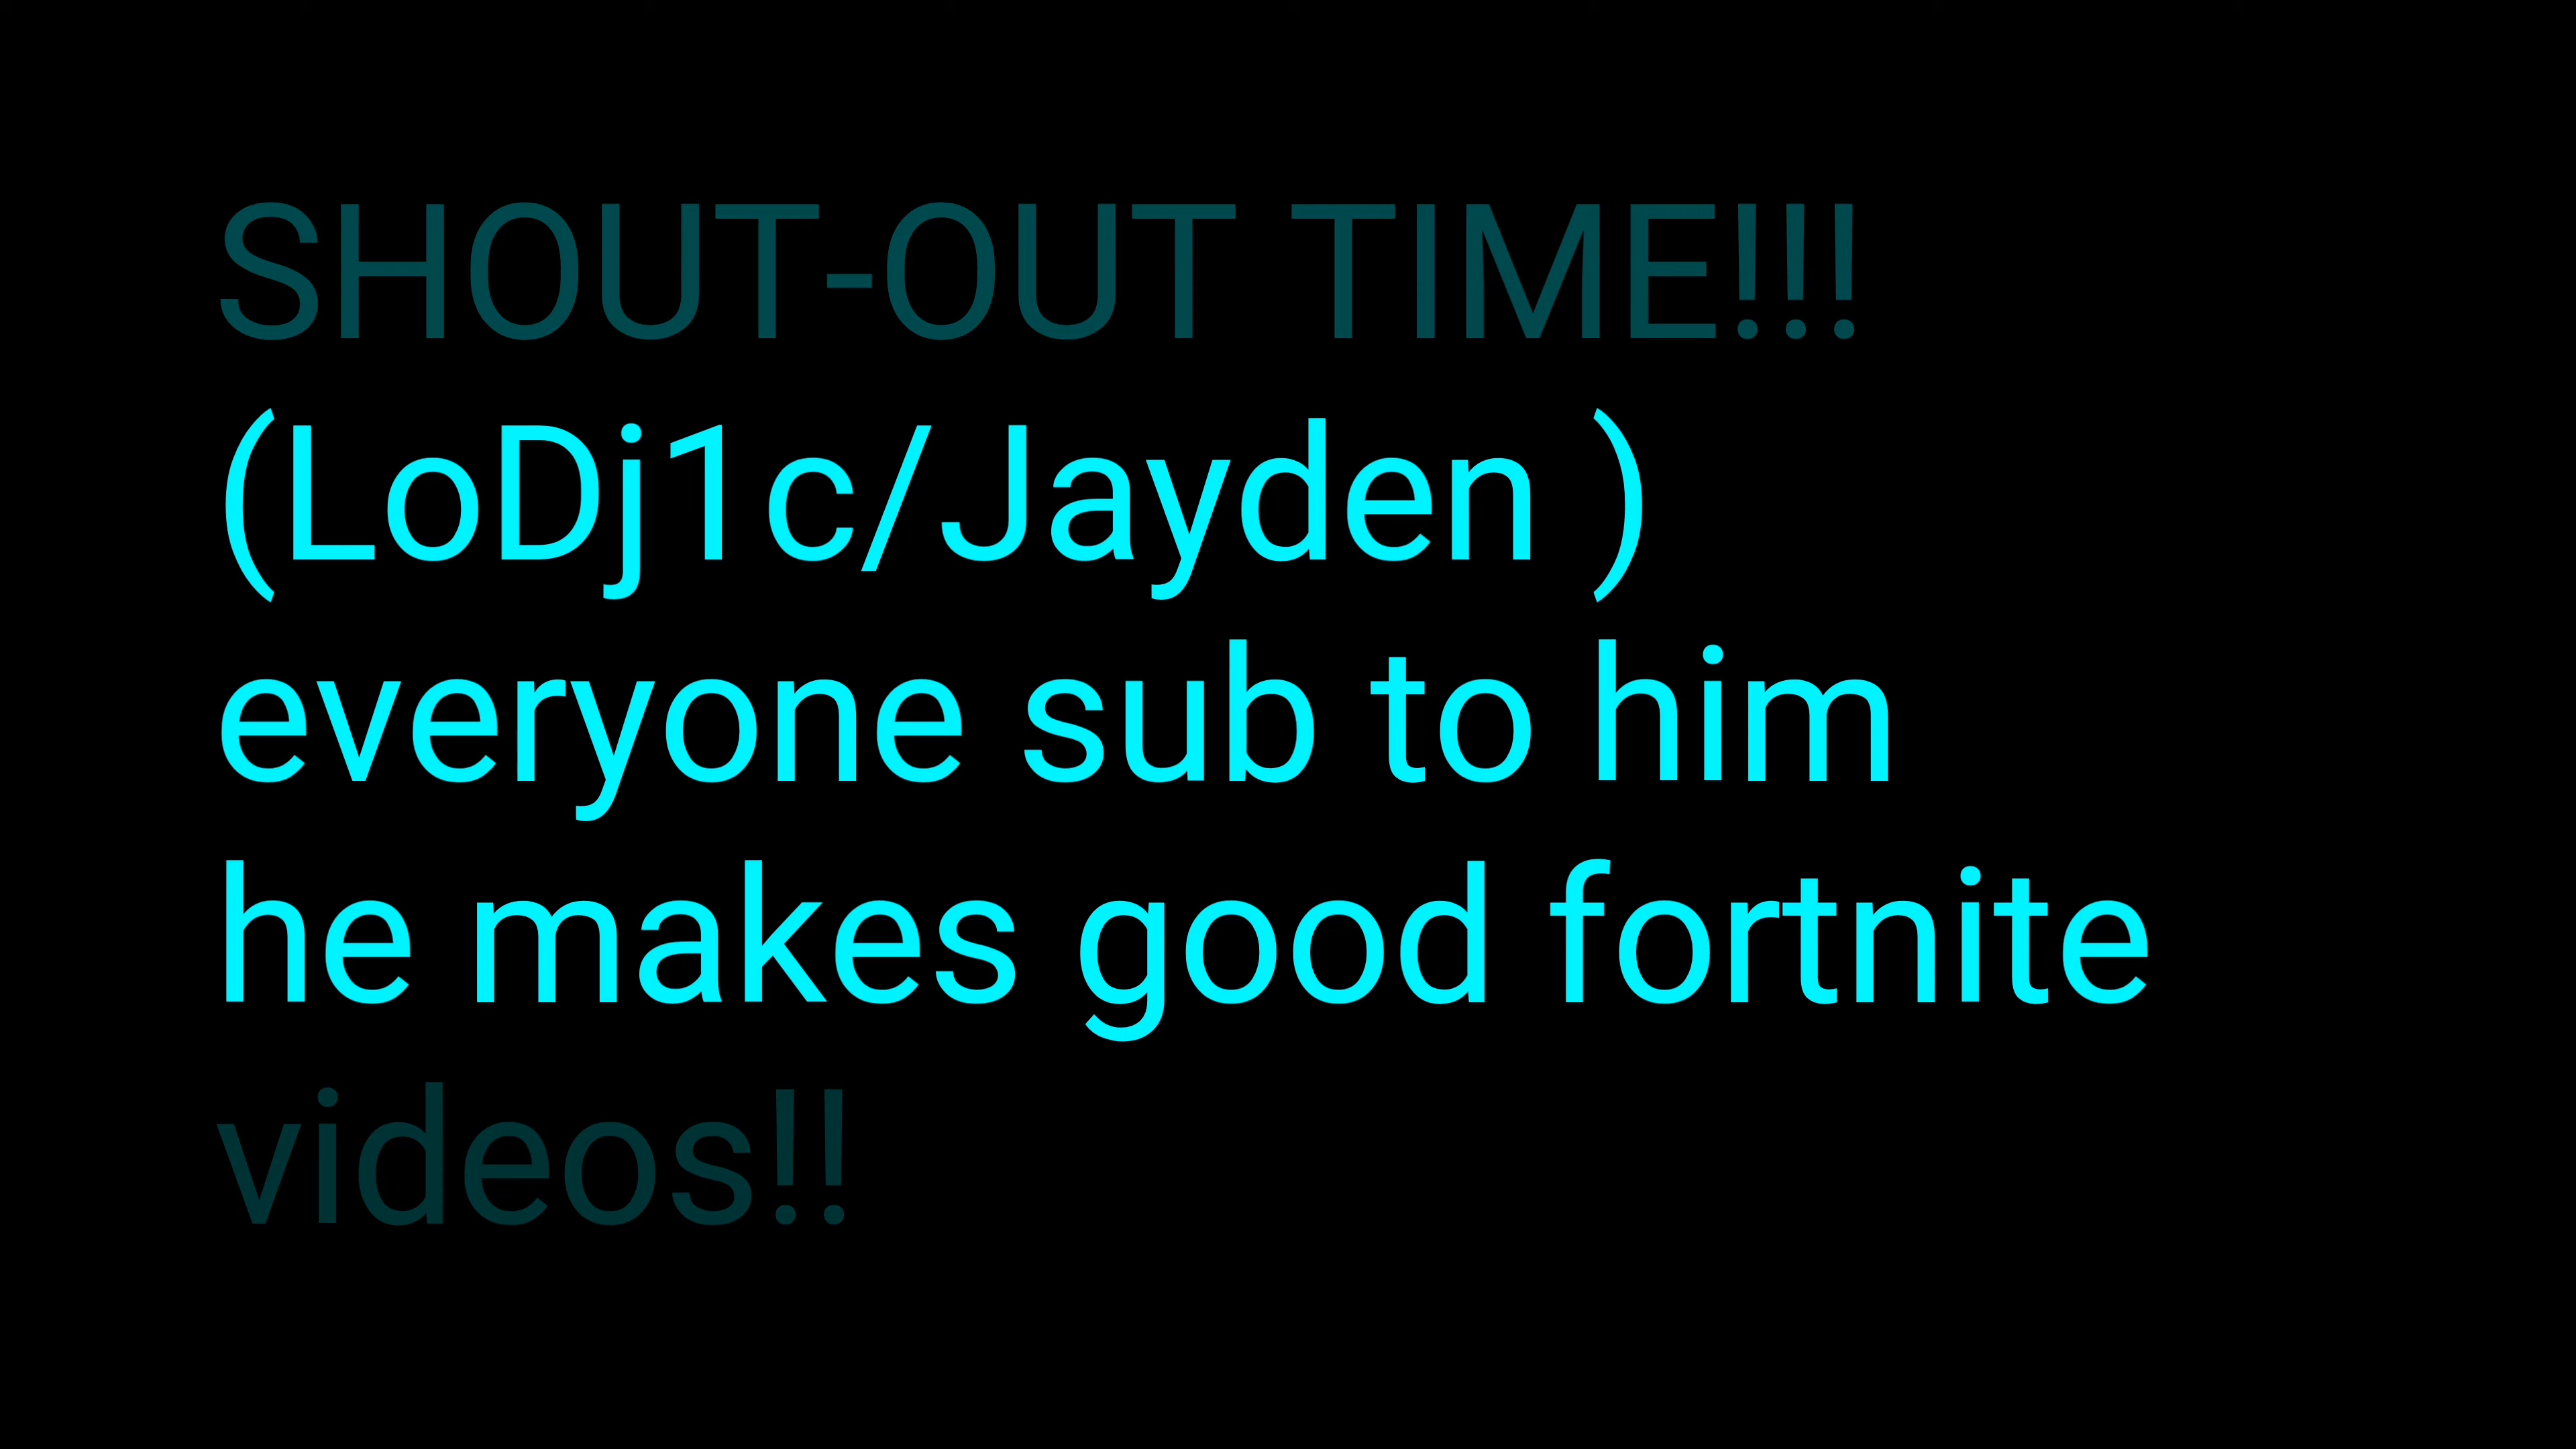 SHOUT-OUT TIME!!!
(LoDj1c/Jayden )
everyone sub to him
he makes good fortnite
videos!!